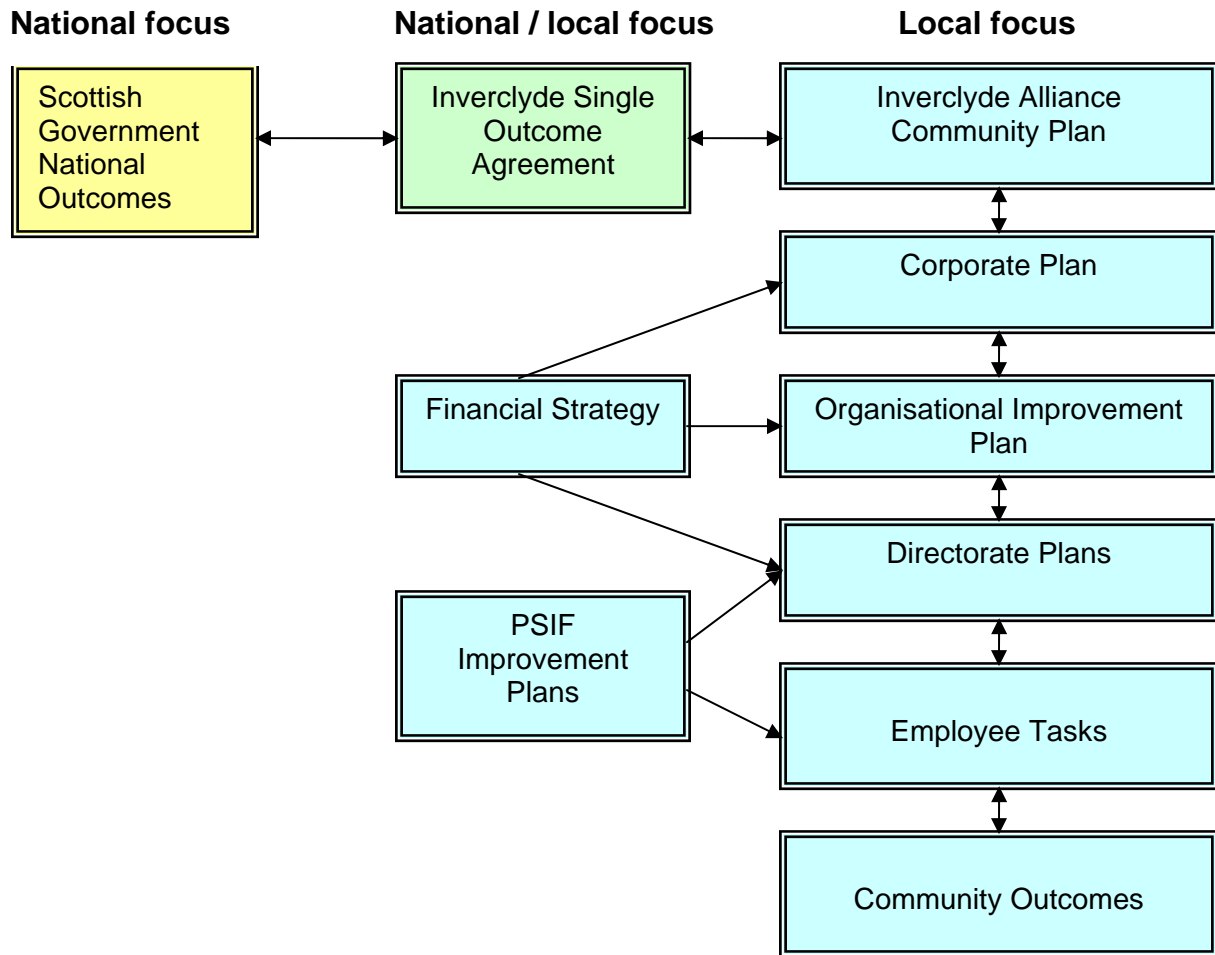 National focus
National / local focus
Local focus
Scottish
Government
National
Outcomes
Inverclyde Single
Outcome
Agreement
Inverclyde Alliance
Community Plan
Corporate Plan
Financial Strategy
Organisational Improvement
Plan
Directorate Plans
PSIF
Improvement
Plans
Employee Tasks
Community Outcomes